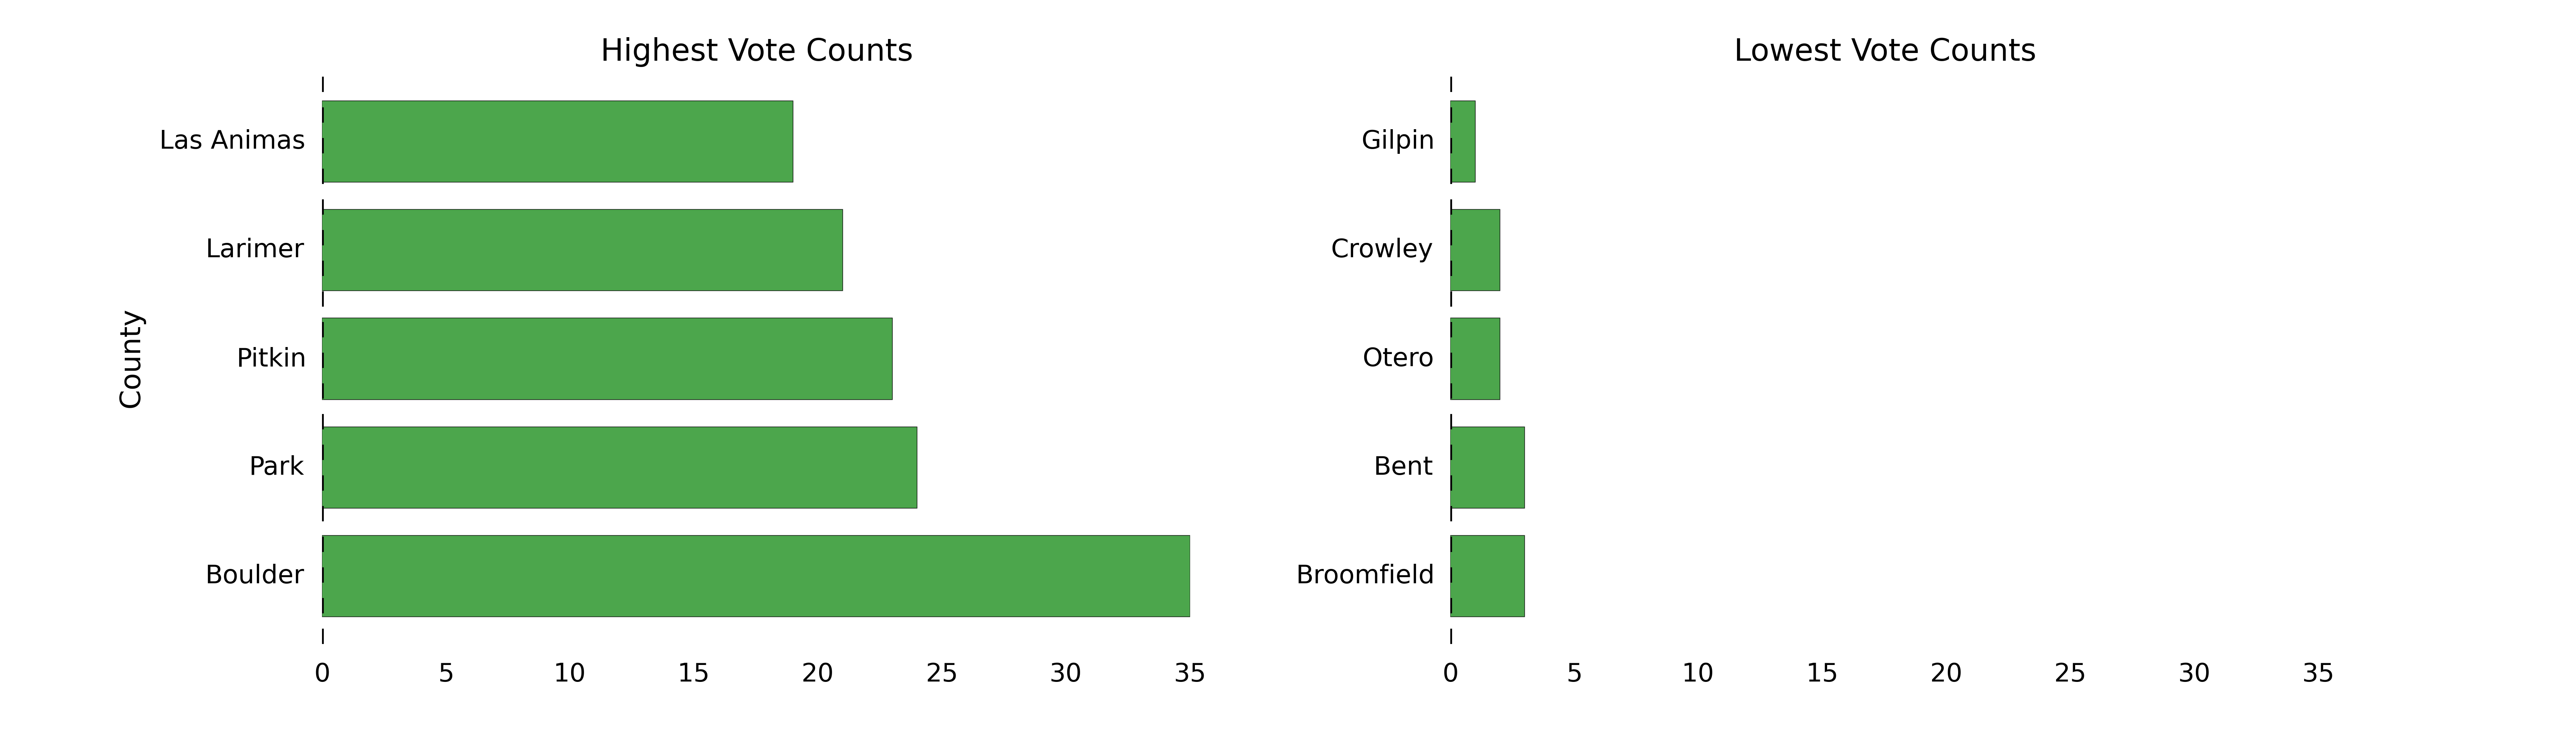 Highest Vote Counts
County
Las Animas
Larimer
Pitkin
Park
Boulder
0 5 10 15 20 25 30 35
Lowest Vote Counts
Gilpin
Crowley
Otero
Bent
Broomfield
0 5 10 15 20 25 30 35